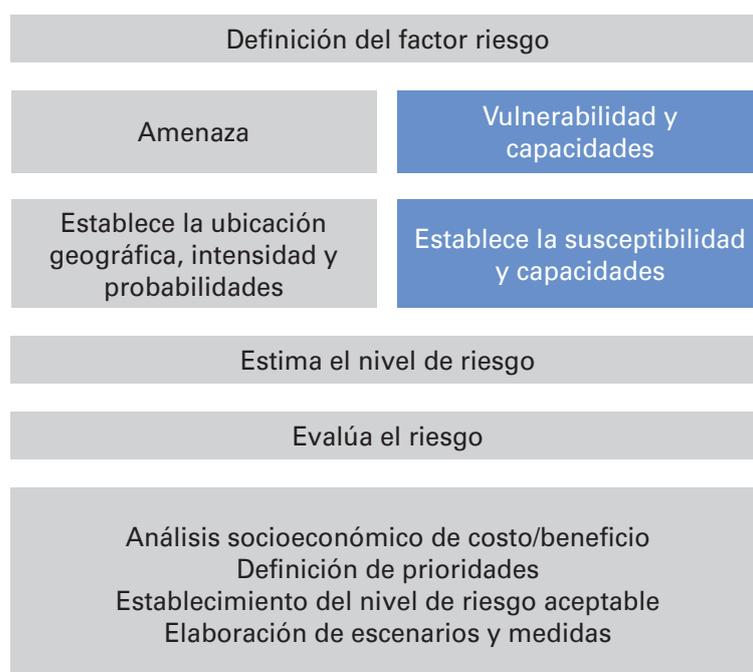 Definición del factor riesgo
Amenaza
Vulnerabilidad y
capacidades
Establece la ubicación
geográfica, intensidad y
probabilidades
Establece la susceptibilidad
y capacidades
Estima el nivel de riesgo
Evalúa el riesgo
Análisis socioeconómico de costo/beneficio
Definición de prioridades
Establecimiento del nivel de riesgo aceptable
Elaboración de escenarios y medidas